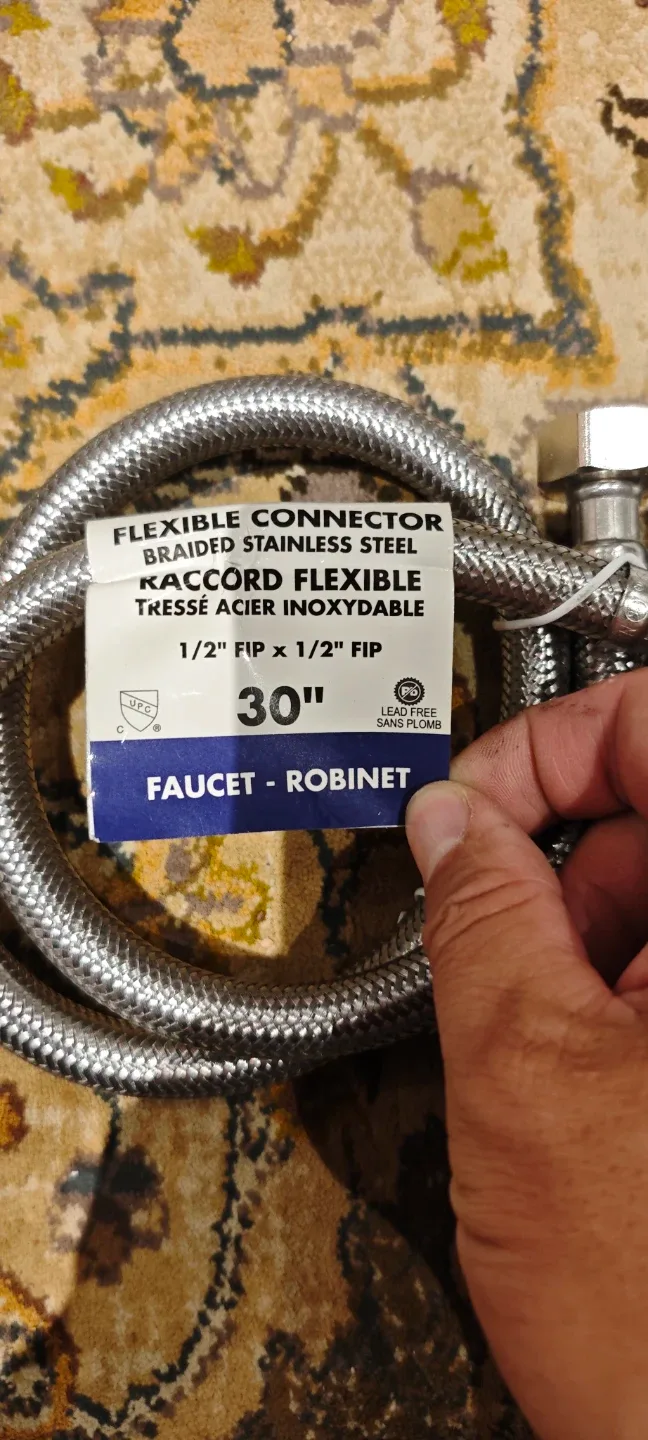 FLEXIBLE CONNECTOR
BRAIDED STAINLESS STEEL
RACCORD FLEXIBLE
TRESSÉ ACIER INOXYDABLE
1/2" FIP x 1/2" FIP
30"
UPC
C ®
Pb
LEAD FREE
SANS PLOMB
FAUCET - ROBINET